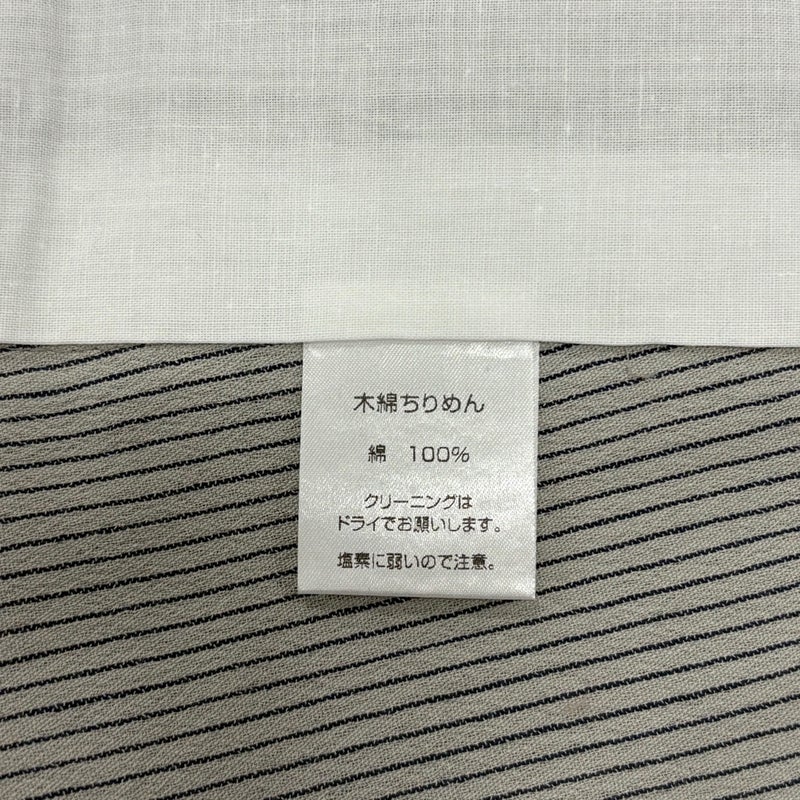 木綿ちりめん
綿 100%
クリーニングは
ドライでお願いします。
塩素に弱いので注意。